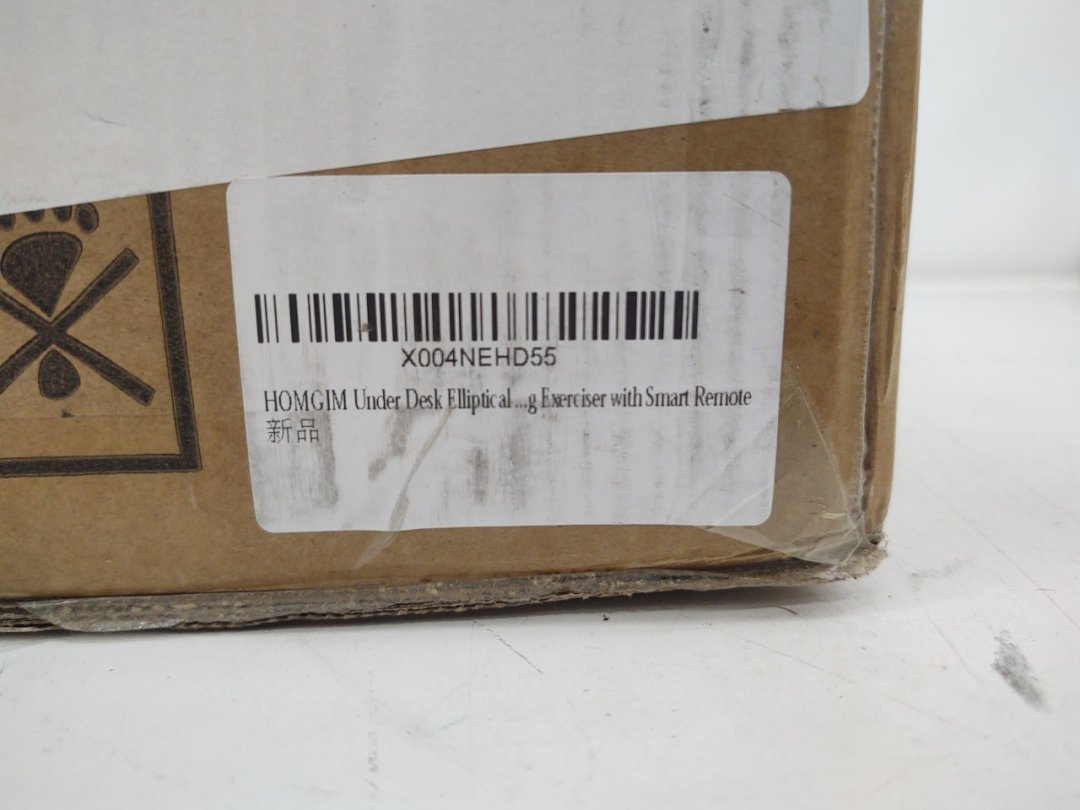 X004NEHD55
HOMGIM Under Desk Elliptical ...g Exerciser with Smart Remote
新品